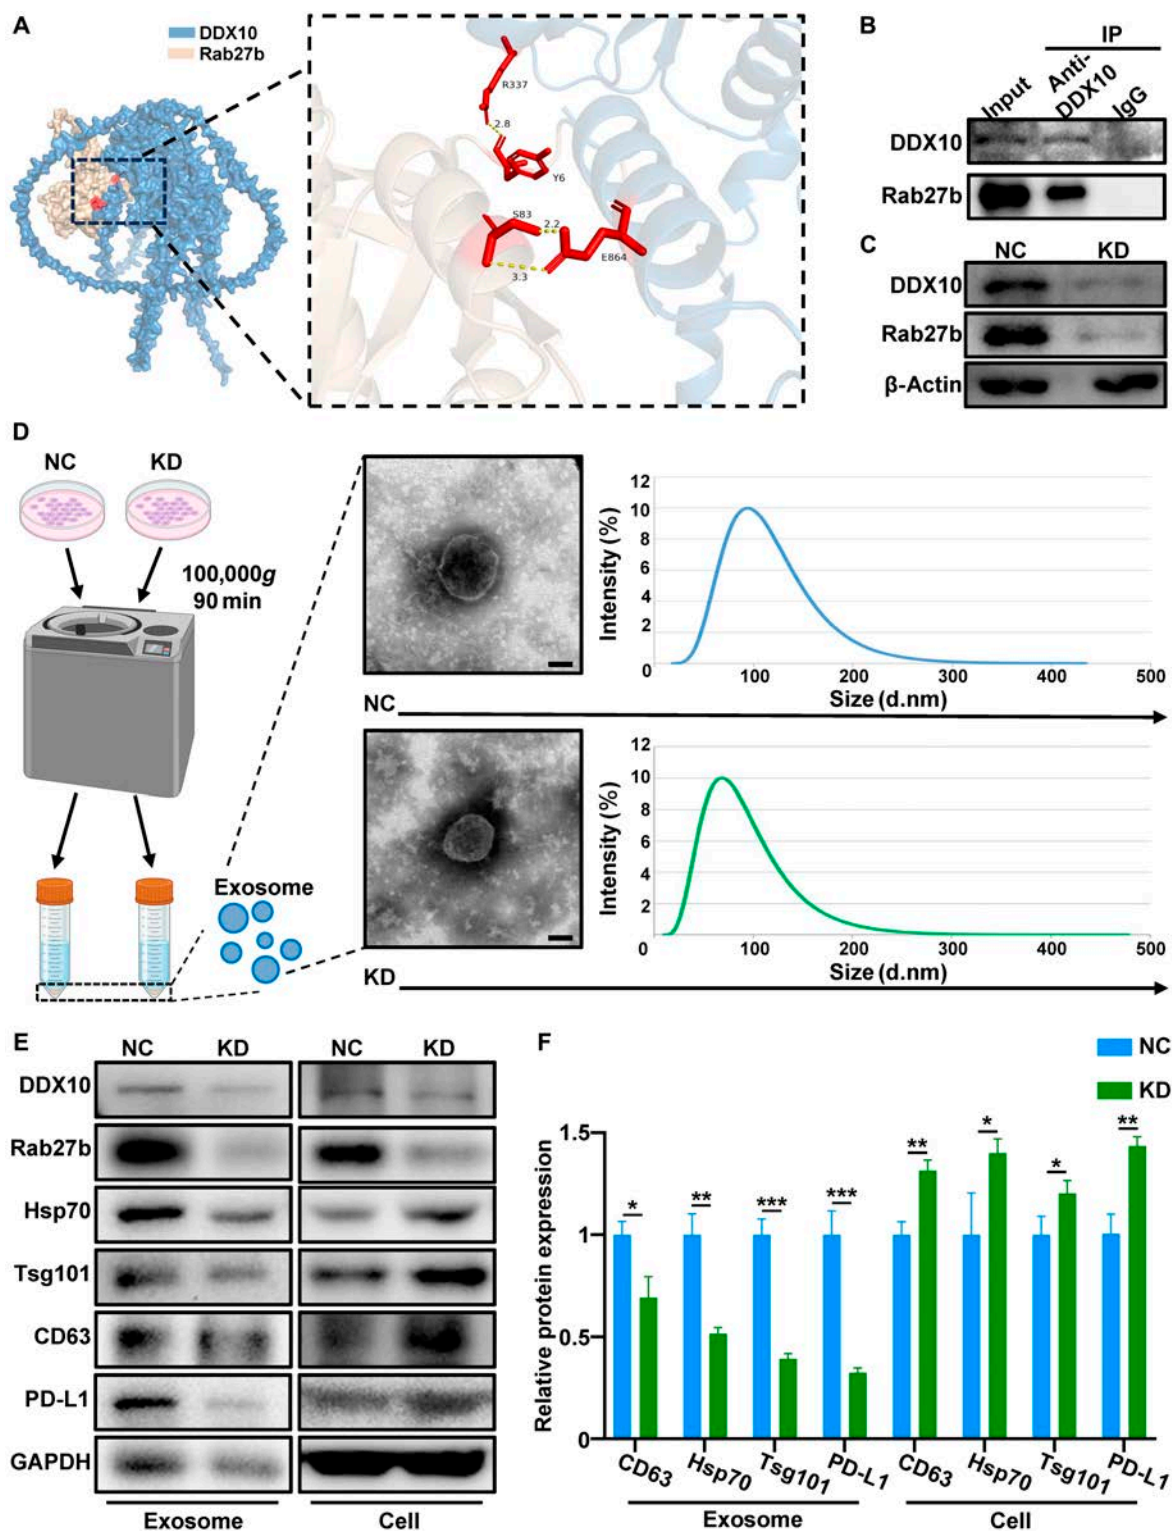 A
DDX10
Rab27b
R337
2.8
Y6
S83
2.2
E864
3.3
B
IP
Input
Anti-
DDX10
IgG
DDX10
Rab27b
C
NC KD
DDX10
Rab27b
β-Actin
D
NC KD
100,000g
90 min
Exosome
12
10
8
6
4
2
0
Intensity (%)
100 200 300 400 500
Size (d.nm)
NC
12
10
8
6
4
2
0
Intensity (%)
100 200 300 400 500
Size (d.nm)
KD
E
NC KD NC KD
DDX10
Rab27b
Hsp70
Tsg101
CD63
PD-L1
GAPDH
Exosome Cell
F
NC
KD
Relative protein expression
1.5
1
0.5
0
* ** *** *** ** * * **
CD63 Hsp70 Tsg101 PD-L1 CD63 Hsp70 Tsg101 PD-L1
Exosome Cell